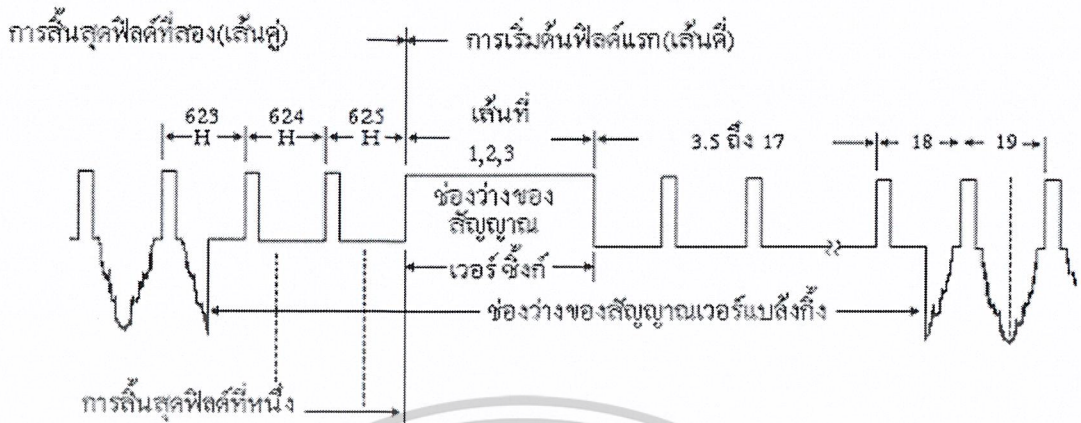 การสิ้นสุดฟิลด์ที่สอง(เส้นคู่)
การเริ่มต้นฟิลด์แรก(เส้นคี่)
623
H
624
H
625
H
เส้นที่
1,2,3
3.5 ถึง 17
18
19
ช่องว่างของ
สัญญาณ
เวอร์ ซิ้งก์
ช่องว่างของสัญญาณเวอร์แบล้งกิ้ง
การสิ้นสุดฟิลด์ที่หนึ่ง